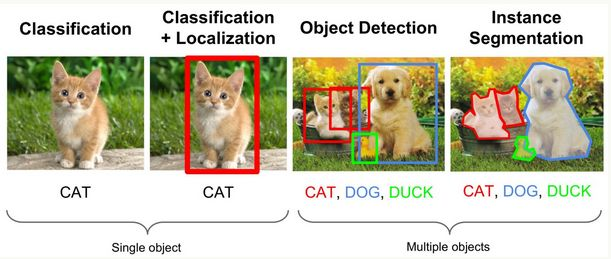 Classification
Classification
+ Localization
Object Detection
Instance
Segmentation
CAT
CAT
CAT, DOG, DUCK
CAT, DOG, DUCK
Single object
Multiple objects